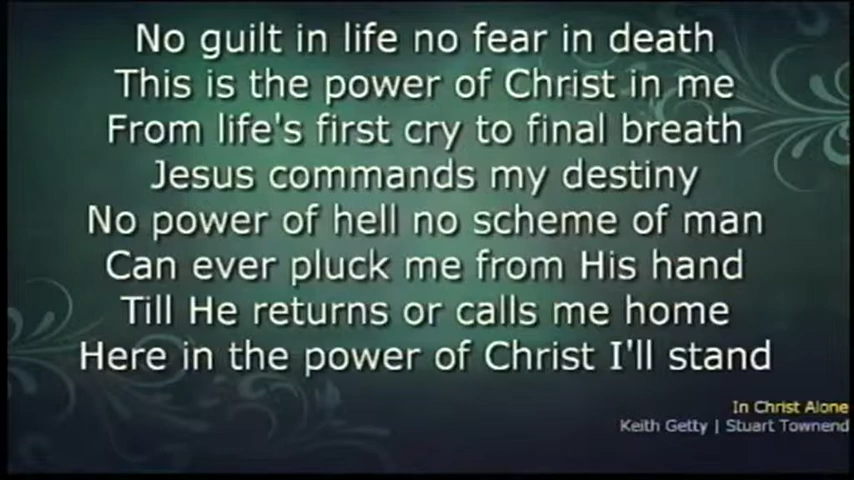 No guilt in life no fear in death
This is the power of Christ in me
From life's first cry to final breath
Jesus commands my destiny
No power of hell no scheme of man
Can ever pluck me from His hand
Till He returns or calls me home
Here in the power of Christ I'll stand
In Christ Alone
Keith Getty | Stuart Townend